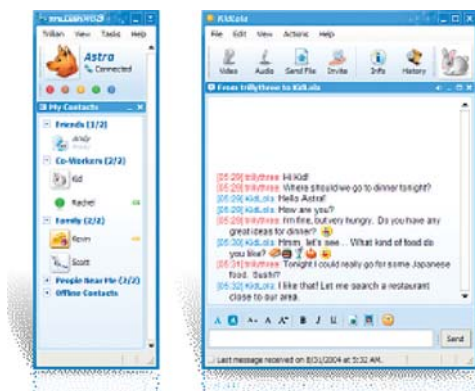 Trillian View Tasks Help
Astra
Connected
My Contacts
Friends (1/2)
Andy
Co-Workers (2/2)
Kid
Rachel
Family (2/2)
Kevin
Scott
People Near Me (2/2)
Offline Contacts
KidLola
File Edit View Actions Help
Video Audio Send File Invite Info History
From trillythree to KidLola
[05:29] trillythree: Hi Kid!
[05:29] trillythree: Where should we go to dinner tonight?
[05:29] KidLola: Hello Astra!
[05:29] KidLola: How are you?
[05:29] trillythree: I'm fine, but very hungry. Do you have any
great ideas for dinner?
[05:30] KidLola: Hmm, let's see... What kind of food do
you like?
[05:31] trillythree: Tonight I could really go for some Japanese
food. Sushi?
[05:32] KidLola: I like that! Let me search a restaurant
close to our area.
B I U
Send
Last message received on 8/31/2004 at 5:32 AM.